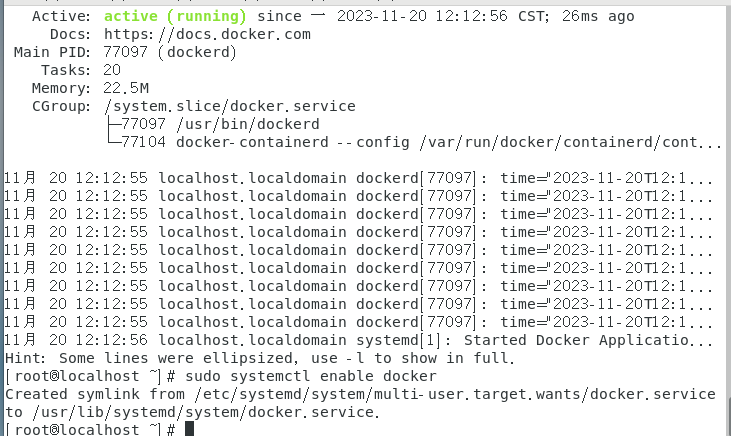 Active: active (running) since 一 2023-11-20 12:12:56 CST; 26ms ago
Docs: https://docs.docker.com
Main PID: 77097 (dockerd)
Tasks: 20
Memory: 22.5M
CGroup: /system.slice/docker.service
├─77097 /usr/bin/dockerd
└─77104 docker-containerd --config /var/run/docker/containerd/cont...
11月 20 12:12:55 localhost.localdomain dockerd[77097]: time="2023-11-20T12:1...
11月 20 12:12:55 localhost.localdomain dockerd[77097]: time="2023-11-20T12:1...
11月 20 12:12:55 localhost.localdomain dockerd[77097]: time="2023-11-20T12:1...
11月 20 12:12:55 localhost.localdomain dockerd[77097]: time="2023-11-20T12:1...
11月 20 12:12:55 localhost.localdomain dockerd[77097]: time="2023-11-20T12:1...
11月 20 12:12:55 localhost.localdomain dockerd[77097]: time="2023-11-20T12:1...
11月 20 12:12:55 localhost.localdomain dockerd[77097]: time="2023-11-20T12:1...
11月 20 12:12:55 localhost.localdomain dockerd[77097]: time="2023-11-20T12:1...
11月 20 12:12:55 localhost.localdomain dockerd[77097]: time="2023-11-20T12:1...
11月 20 12:12:56 localhost.localdomain systemd[1]: Started Docker Applicatio...
Hint: Some lines were ellipsized, use -l to show in full.
[root@localhost ~]# sudo systemctl enable docker
Created symlink from /etc/systemd/system/multi-user.target.wants/docker.service
to /usr/lib/systemd/system/docker.service.
[root@localhost ~]#